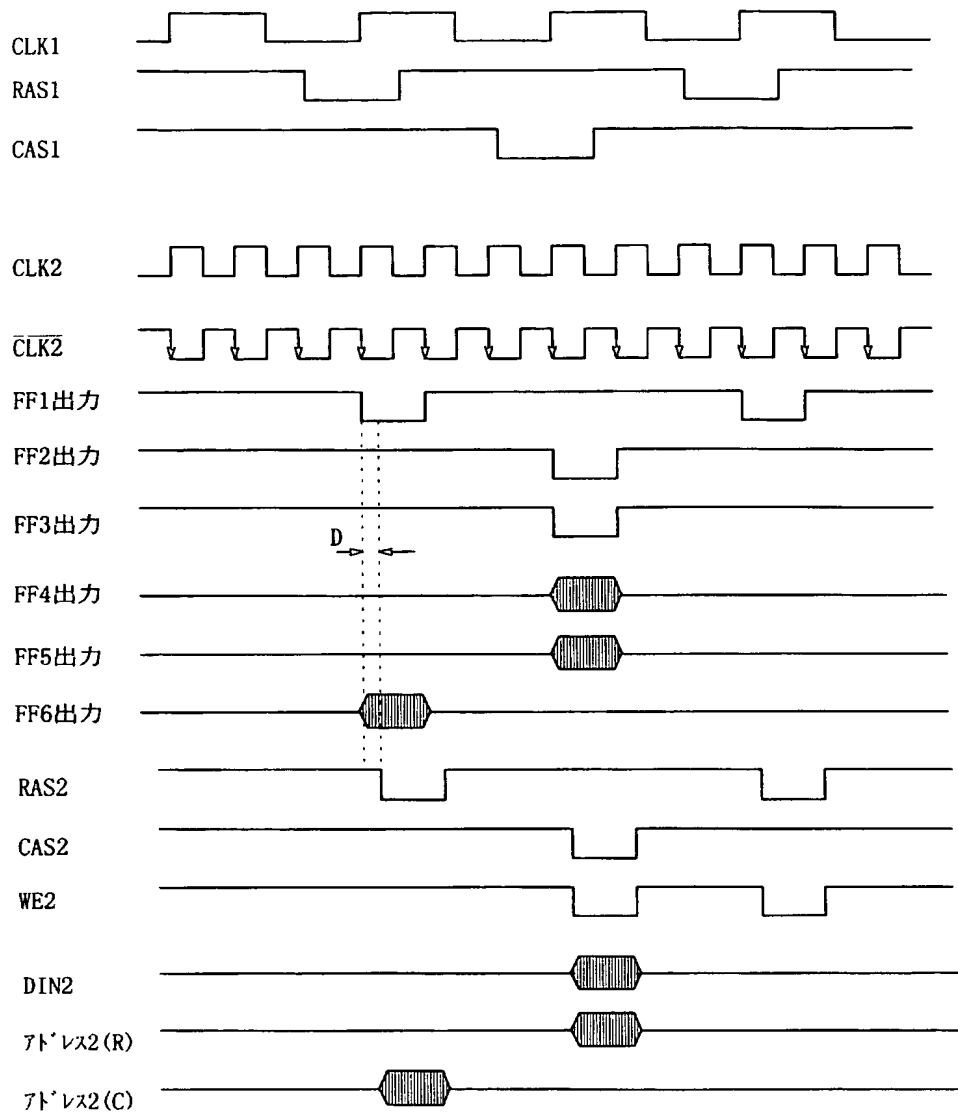 CLK1
RAS1
CAS1
CLK2
C̅L̅K̅2̅
FF1出力
FF2出力
FF3出力
D
FF4出力
FF5出力
FF6出力
RAS2
CAS2
WE2
DIN2
ｱﾄﾞﾚｽ2(R)
ｱﾄﾞﾚｽ2(C)